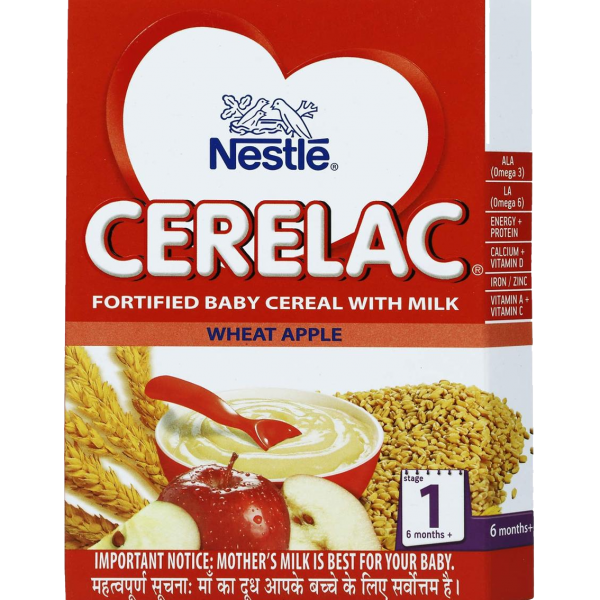 Nestlé®
CERELAC®
FORTIFIED BABY CEREAL WITH MILK
WHEAT APPLE
ALA
(Omega 3)
LA
(Omega 6)
ENERGY +
PROTEIN
CALCIUM +
VITAMIN D
IRON / ZINC
VITAMIN A +
VITAMIN C
stage
1
6 months +
6 months+
IMPORTANT NOTICE: MOTHER'S MILK IS BEST FOR YOUR BABY.
महत्वपूर्ण सूचना: माँ का दूध आपके बच्चे के लिए सर्वोत्तम है।